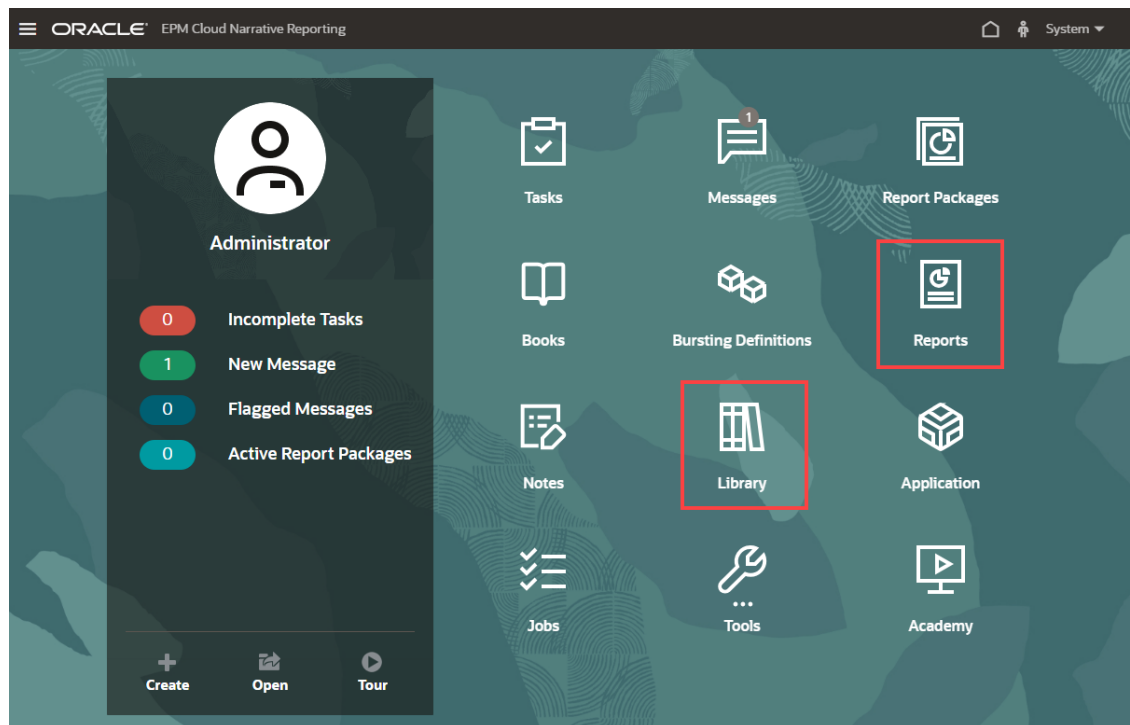 ORACLE EPM Cloud Narrative Reporting System
Administrator
0 Incomplete Tasks
1 New Message
0 Flagged Messages
0 Active Report Packages
Create Open Tour
1
Tasks Messages Report Packages
Books Bursting Definitions Reports
Notes Library Application
Jobs Tools Academy